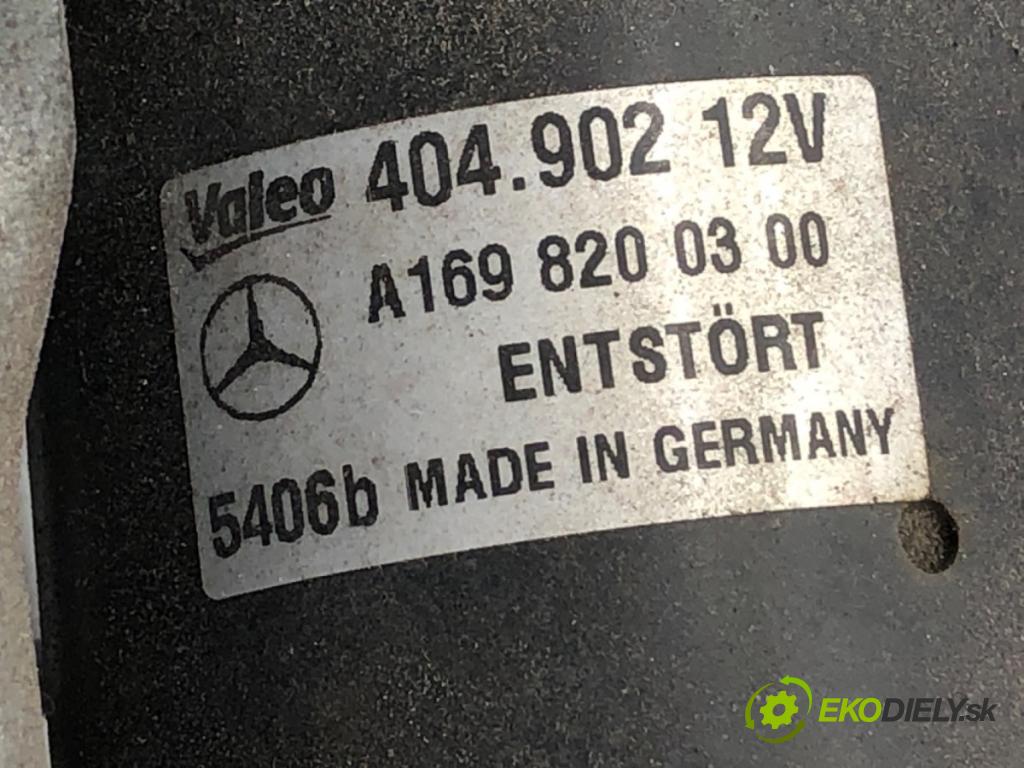 Valeo 404.902 12V
A169 820 03 00
ENTSTÖRT
5406b MADE IN GERMANY
EKODIELY.sk